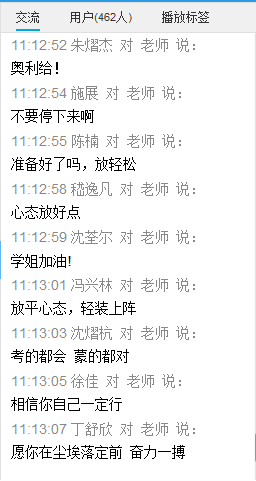 交流 用户(462人) 播放标签
11:12:52 朱熠杰 对 老师 说：
奥利给！
11:12:54 施展 对 老师 说：
不要停下来啊
11:12:55 陈楠 对 老师 说：
准备好了吗，放轻松
11:12:58 嵇逸凡 对 老师 说：
心态放好点
11:12:59 沈荃尔 对 老师 说：
学姐加油!
11:13:01 冯兴林 对 老师 说：
放平心态，轻装上阵
11:13:03 沈熠杭 对 老师 说：
考的都会 蒙的都对
11:13:05 徐佳 对 老师 说：
相信你自己一定行
11:13:07 丁舒欣 对 老师 说：
愿你在尘埃落定前 奋力一搏